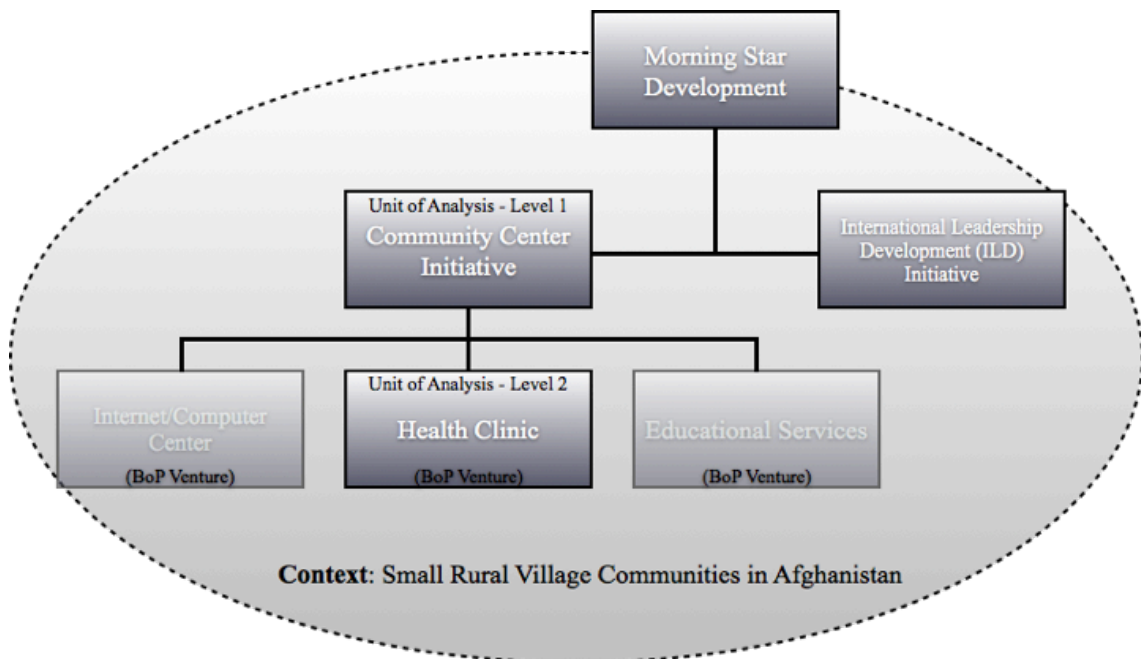 Morning Star
Development
Unit of Analysis - Level 1
Community Center
Initiative
International Leadership
Development (ILD)
Initiative
Internet/Computer
Center
(BoP Venture)
Unit of Analysis - Level 2
Health Clinic
(BoP Venture)
Educational Services
(BoP Venture)
Context: Small Rural Village Communities in Afghanistan